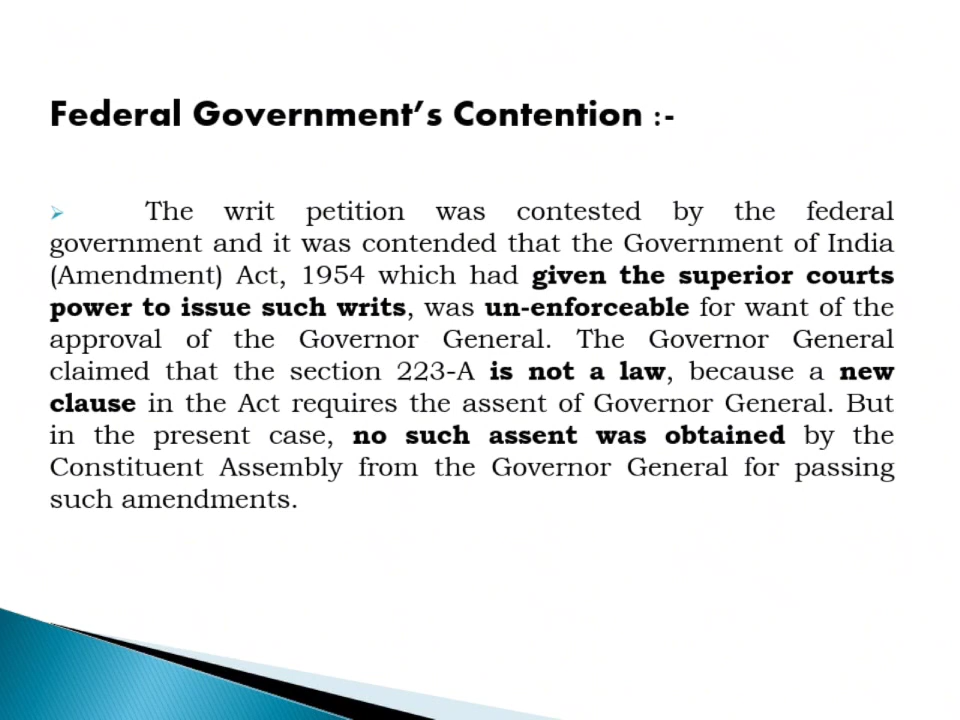 Federal Government’s Contention :-
The writ petition was contested by the federal
government and it was contended that the Government of India
(Amendment) Act, 1954 which had given the superior courts
power to issue such writs, was un-enforceable for want of the
approval of the Governor General. The Governor General
claimed that the section 223-A is not a law, because a new
clause in the Act requires the assent of Governor General. But
in the present case, no such assent was obtained by the
Constituent Assembly from the Governor General for passing
such amendments.